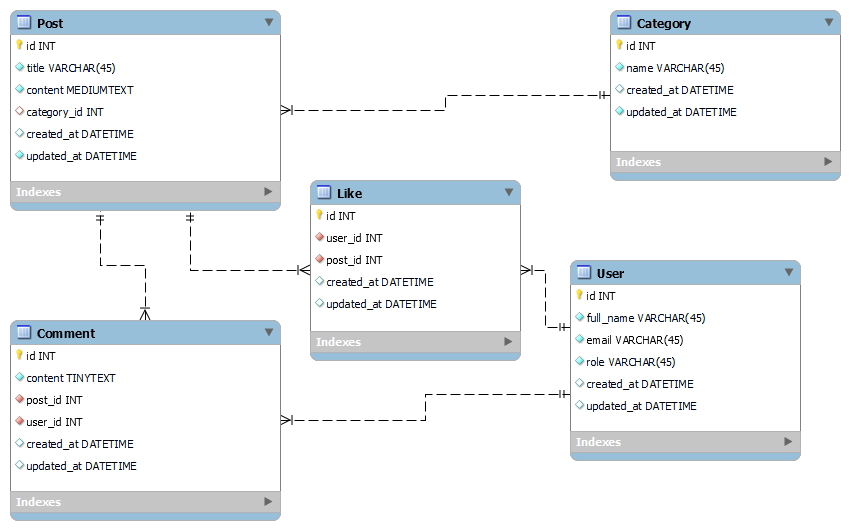 Post
id INT
title VARCHAR(45)
content MEDIUMTEXT
category_id INT
created_at DATETIME
updated_at DATETIME
Indexes
Category
id INT
name VARCHAR(45)
created_at DATETIME
updated_at DATETIME
Indexes
Like
id INT
user_id INT
post_id INT
created_at DATETIME
updated_at DATETIME
Indexes
User
id INT
full_name VARCHAR(45)
email VARCHAR(45)
role VARCHAR(45)
created_at DATETIME
updated_at DATETIME
Indexes
Comment
id INT
content TINYTEXT
post_id INT
user_id INT
created_at DATETIME
updated_at DATETIME
Indexes